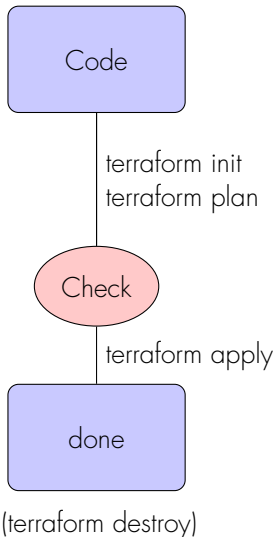 Code
terraform init
terraform plan
Check
terraform apply
done
(terraform destroy)